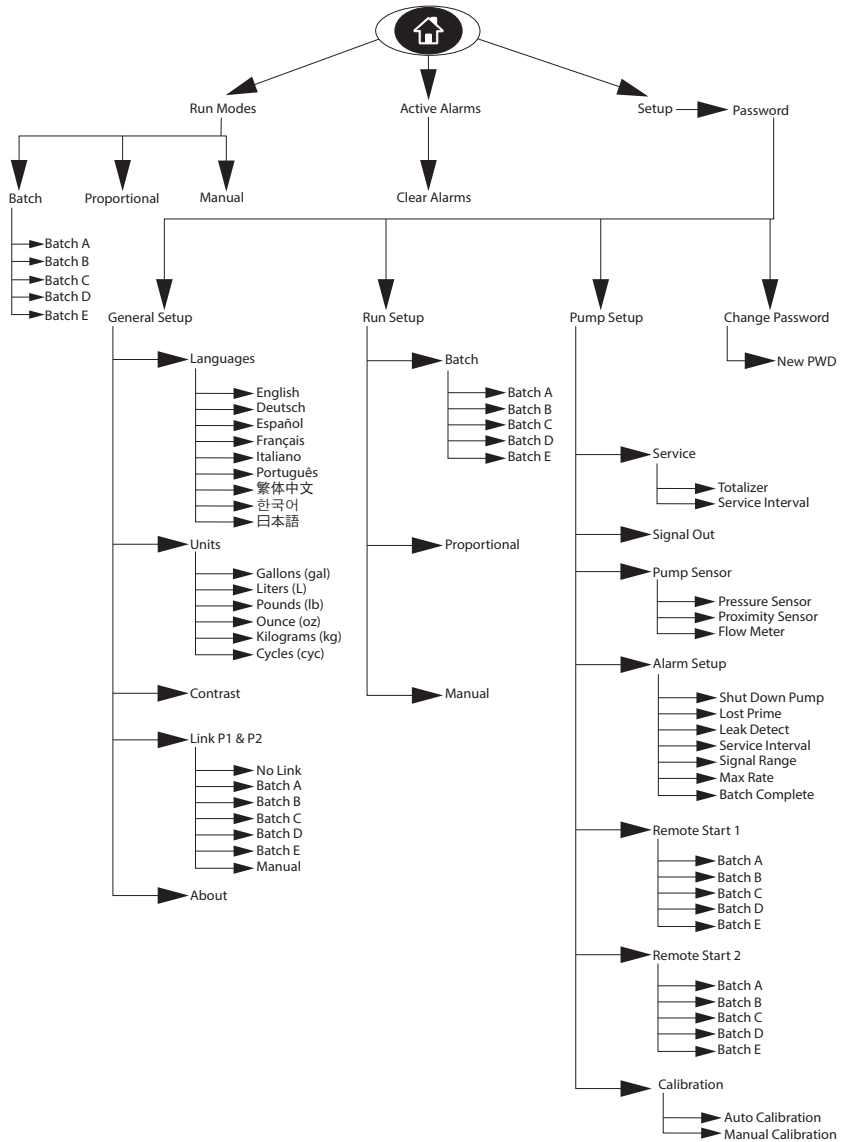 Run Modes
Active Alarms
Setup
Password
Batch
Proportional
Manual
Clear Alarms
Batch A
Batch B
Batch C
Batch D
Batch E
General Setup
Run Setup
Pump Setup
Change Password
New PWD
Languages
English
Deutsch
Español
Français
Italiano
Português
繁体中文
한국어
日本語
Units
Gallons (gal)
Liters (L)
Pounds (lb)
Ounce (oz)
Kilograms (kg)
Cycles (cyc)
Contrast
Link P1 & P2
No Link
Batch A
Batch B
Batch C
Batch D
Batch E
Manual
About
Batch
Batch A
Batch B
Batch C
Batch D
Batch E
Proportional
Manual
Service
Totalizer
Service Interval
Signal Out
Pump Sensor
Pressure Sensor
Proximity Sensor
Flow Meter
Alarm Setup
Shut Down Pump
Lost Prime
Leak Detect
Service Interval
Signal Range
Max Rate
Batch Complete
Remote Start 1
Batch A
Batch B
Batch C
Batch D
Batch E
Remote Start 2
Batch A
Batch B
Batch C
Batch D
Batch E
Calibration
Auto Calibration
Manual Calibration